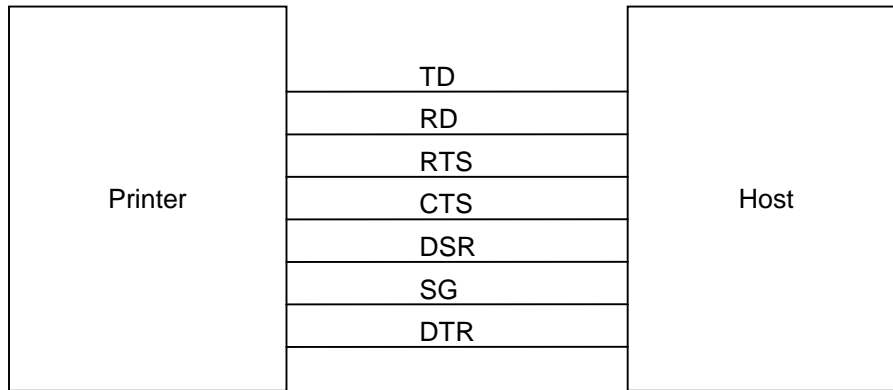 TD
RD
RTS
Printer
CTS
Host
DSR
SG
DTR